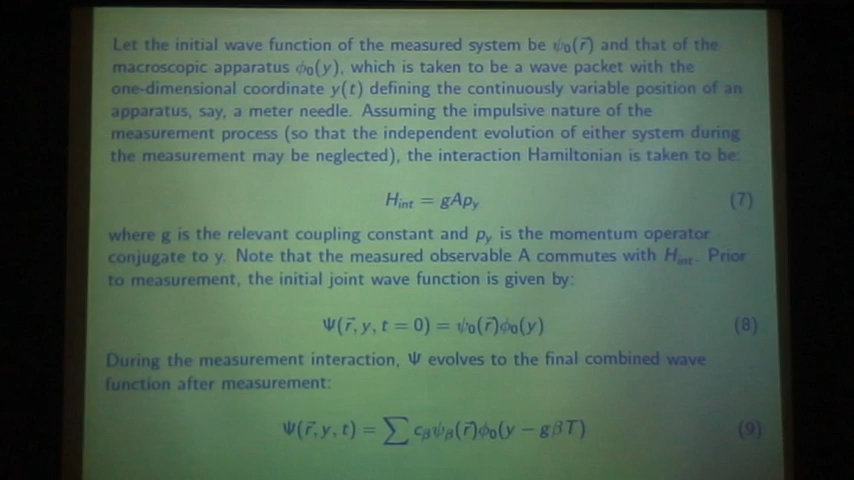 Let the initial wave function of the measured system be ψ₀(r⃗) and that of the
macroscopic apparatus ϕ₀(y), which is taken to be a wave packet with the
one-dimensional coordinate y(t) defining the continuously variable position of an
apparatus, say, a meter needle. Assuming the impulsive nature of the
measurement process (so that the independent evolution of either system during
the measurement may be neglected), the interaction Hamiltonian is taken to be:
H_int = gAp_y (7)
where g is the relevant coupling constant and p_y is the momentum operator
conjugate to y. Note that the measured observable A commutes with H_int. Prior
to measurement, the initial joint wave function is given by:
Ψ(r⃗, y, t = 0) = ψ₀(r⃗)ϕ₀(y) (8)
During the measurement interaction, Ψ evolves to the final combined wave
function after measurement:
Ψ(r⃗, y, t) = ∑ c_βψ_β(r⃗)ϕ₀(y − gβT) (9)